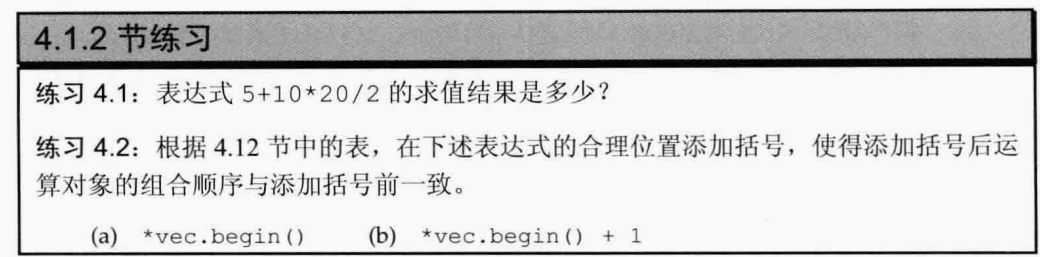 4.1.2 节练习
练习 4.1：表达式 5+10*20/2 的求值结果是多少？
练习 4.2：根据 4.12 节中的表，在下述表达式的合理位置添加括号，使得添加括号后运
算对象的组合顺序与添加括号前一致。
(a) *vec.begin() (b) *vec.begin() + 1